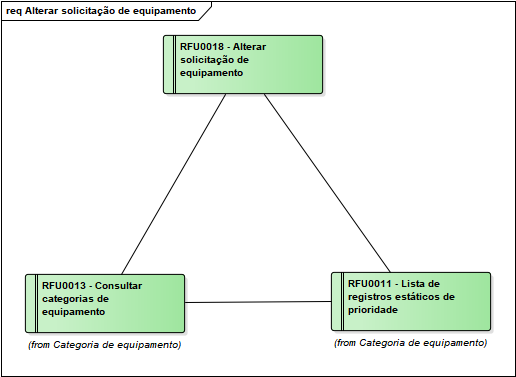 req Alterar solicitação de equipamento
RFU0018 - Alterar
solicitação de
equipamento
RFU0013 - Consultar
categorias de
equipamento
(from Categoria de equipamento)
RFU0011 - Lista de
registros estáticos de
prioridade
(from Categoria de equipamento)